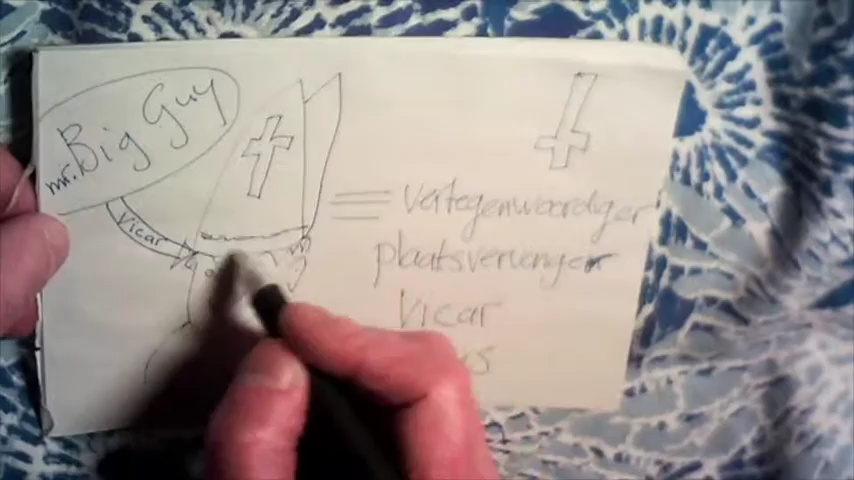 mr. Big Guy
vicar
= vertegenwoordiger
plaatsvervanger
Vicar